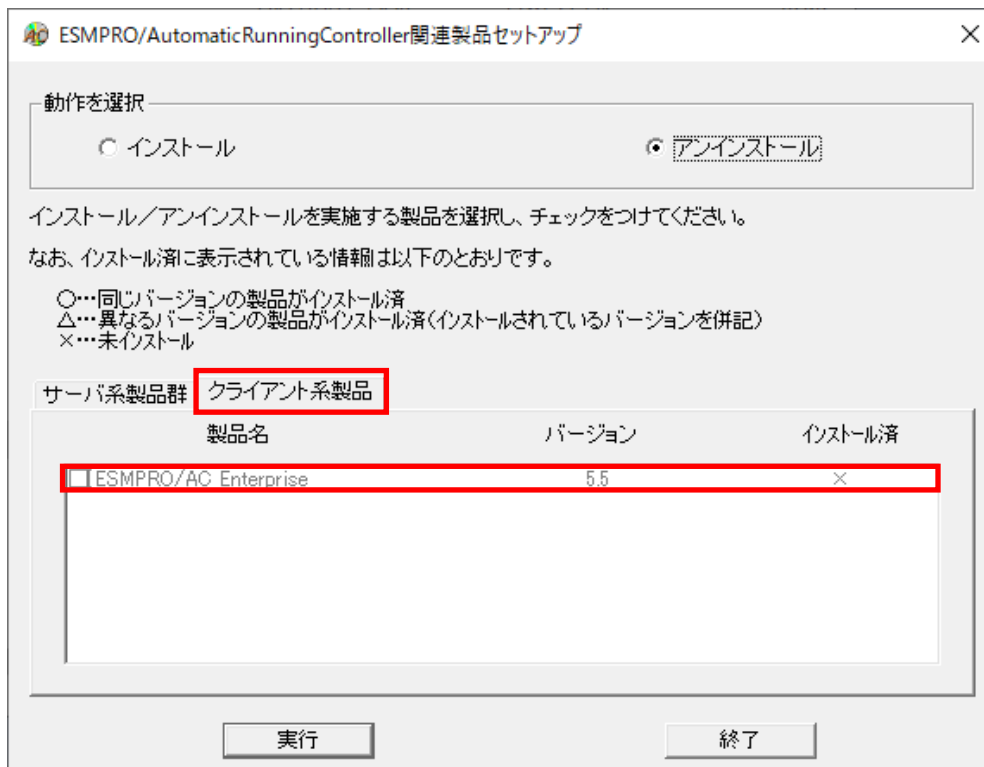 ESMPRO/AutomaticRunningController関連製品セットアップ
動作を選択
インストール
アンインストール
インストール／アンインストールを実施する製品を選択し、チェックをつけてください。
なお、インストール済に表示されている情報は以下のとおりです。
○…同じバージョンの製品がインストール済
△…異なるバージョンの製品がインストール済(インストールされているバージョンを併記)
×…未インストール
サーバ系製品群 クライアント系製品
製品名 バージョン インストール済
ESMPRO/AC Enterprise 5.5 ×
実行 終了